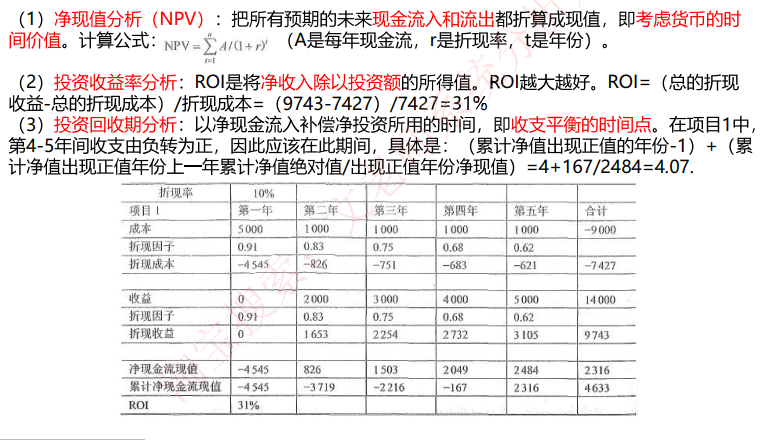 （1）净现值分析（NPV）：把所有预期的未来现金流入和流出都折算成现值，即考虑货币的时
间价值。计算公式：NPV=∑A/(1+r)^t（A是每年现金流，r是折现率，t是年份）。
（2）投资收益率分析：ROI是将净收入除以投资额的所得值。ROI越大越好。ROI=（总的折现
收益-总的折现成本）/折现成本=（9743-7427）/7427=31%
（3）投资回收期分析：以净现金流入补偿净投资所用的时间，即收支平衡的时间点。在项目1中，
第4-5年间收支由负转为正，因此应该在此期间，具体是：（累计净值出现正值的年份-1）+（累
计净值出现正值年份上一年累计净值绝对值/出现正值年份净现值）=4+167/2484=4.07.
折现率 10%
项目1 第一年 第二年 第三年 第四年 第五年 合计
成本 5000 1000 1000 1000 1000 -9000
折现因子 0.91 0.83 0.75 0.68 0.62
折现成本 -4545 -826 -751 -683 -621 -7427
收益 0 2000 3000 4000 5000 14000
折现因子 0.91 0.83 0.75 0.68 0.62
折现收益 0 1653 2254 2732 3105 9743
净现金流现值 -4545 826 1503 2049 2484 2316
累计净现金流现值 -4545 -3719 -2216 -167 2316 4633
ROI 31%